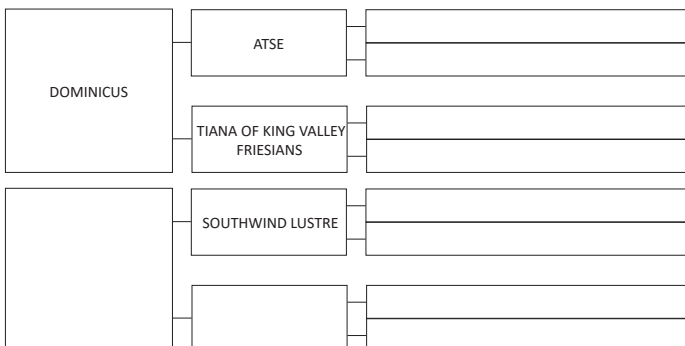 DOMINICUS
ATSE
TIANA OF KING VALLEY
FRIESIANS
SOUTHWIND LUSTRE